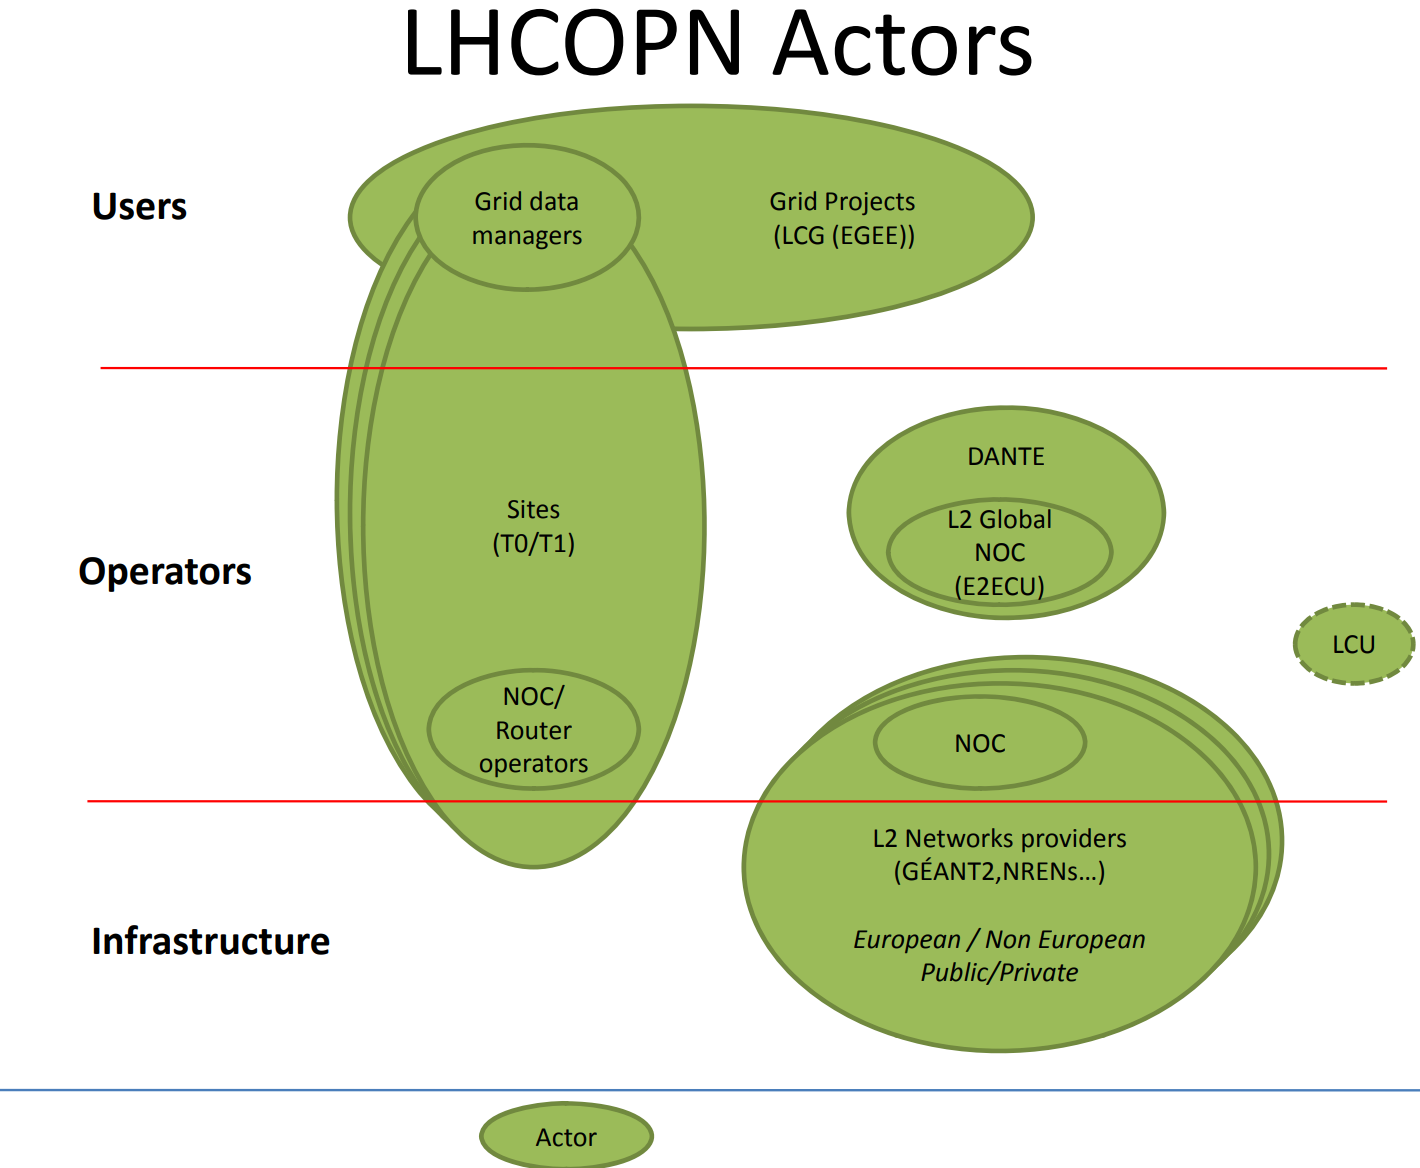 LHCOPN Actors
Users
Grid data
managers
Grid Projects
(LCG (EGEE))
Operators
Sites
(T0/T1)
DANTE
L2 Global
NOC
(E2ECU)
LCU
NOC/
Router
operators
NOC
Infrastructure
L2 Networks providers
(GÉANT2,NRENs...)
European / Non European
Public/Private
Actor